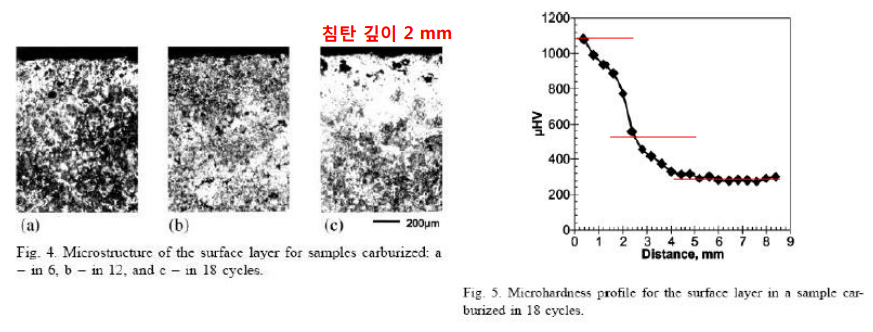 침탄 깊이 2 mm
(a)
(b)
(c)
200μm
Fig. 4. Microstructure of the surface layer for samples carburized: a
– in 6, b – in 12, and c – in 18 cycles.
1200
1000
800
600
400
200
0
μHV
0 1 2 3 4 5 6 7 8 9
Distance, mm
Fig. 5. Microhardness profile for the surface layer in a sample car-
burized in 18 cycles.